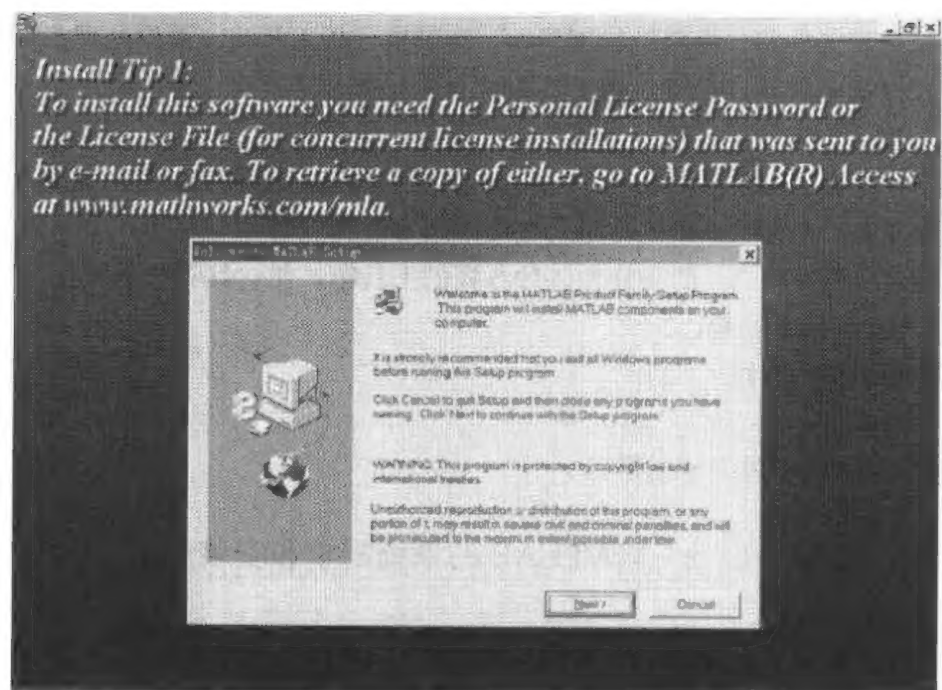 Install Tip 1:
To install this software you need the Personal License Password or
the License File (for concurrent license installations) that was sent to you
by e-mail or fax. To retrieve a copy of either, go to MATLAB(R) Access
at www.mathworks.com/mla.
MATLAB Setup
Welcome to the MATLAB Product Family Setup Program.
This program will install MATLAB components on your
computer.
It is strongly recommended that you exit all Windows programs
before running this Setup program.
Click Cancel to quit Setup and then close any programs you have
running. Click Next to continue with the Setup program.
WARNING: This program is protected by copyright law and
international treaties.
Unauthorized reproduction or distribution of this program, or any
portion of it, may result in severe civil and criminal penalties, and will
be prosecuted to the maximum extent possible under law.
Next >
Cancel